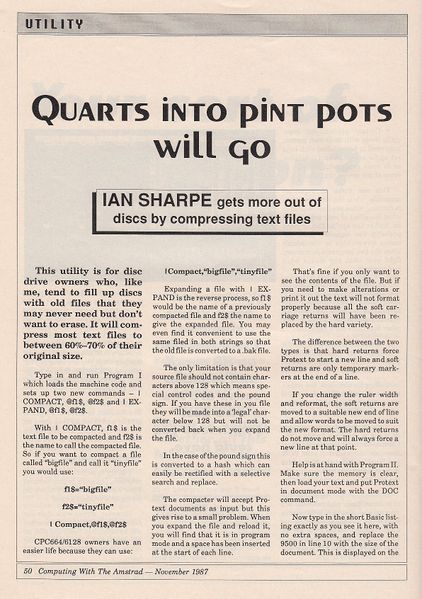 UTILITY
QUARTS INTO PINT POTS
will go
IAN SHARPE gets more out of
discs by compressing text files
This utility is for disc
drive owners who, like
me, tend to fill up discs
with old files that they
may never need but don't
want to erase. It will com-
press most text files to
between 60%-70% of their
original size.
Type in and run Program I
which loads the machine code and
sets up two new commands – |
COMPACT, @f1$, @f2$ and | EX-
PAND, @f1$, @f2$.
With | COMPACT, f1$ is the
text file to be compacted and f2$ is
the name to call the compacted file.
So if you want to compact a file
called "bigfile" and call it "tinyfile"
you would use:
f1$="bigfile"
f2$="tinyfile"
| Compact,@f1$,@f2$
CPC664/6128 owners have an
easier life because they can use:
|Compact,"bigfile","tinyfile"
Expanding a file with | EX-
PAND is the reverse process, so f1$
would be the name of a previously
compacted file and f2$ the name to
give the expanded file. You may
even find it convenient to use the
same filed in both strings so that
the old file is converted to a .bak file.
The only limitation is that your
source file should not contain char-
acters above 128 which means spe-
cial control codes and the pound
sign. If you have these in you file
they will be made into a 'legal' char-
acter below 128 but will not be
converted back when you expand
the file.
In the case of the pound sign this
is converted to a hash which can
easily be rectified with a selective
search and replace.
The compacter will accept Pro-
text documents as input but this
gives rise to a small problem. When
you expand the file and reload it,
you will find that it is in program
mode and a space has been inserted
at the start of each line.
That's fine if you only want to
see the contents of the file. But if
you need to make alterations or
print it out the text will not format
properly because all the soft car-
riage returns will have been re-
placed by the hard variety.
The difference between the two
types is that hard returns force
Protext to start a new line and soft
returns are only temporary mark-
ers at the end of a line.
If you change the ruler width
and reformat, the soft returns are
moved to a suitable new end of line
and allow words to be moved to suit
the new format. The hard returns
do not move and will always force a
new line at that point.
Help is at hand with Program II.
Make sure the memory is clear,
then load your text and put Protext
in document mode with the DOC
command.
Now type in the short Basic list-
ing exactly as you see it here, with
no extra spaces, and replace the
9500 in line 10 with the size of the
document. This is displayed on the
50 Computing With The Amstrad — November 1987